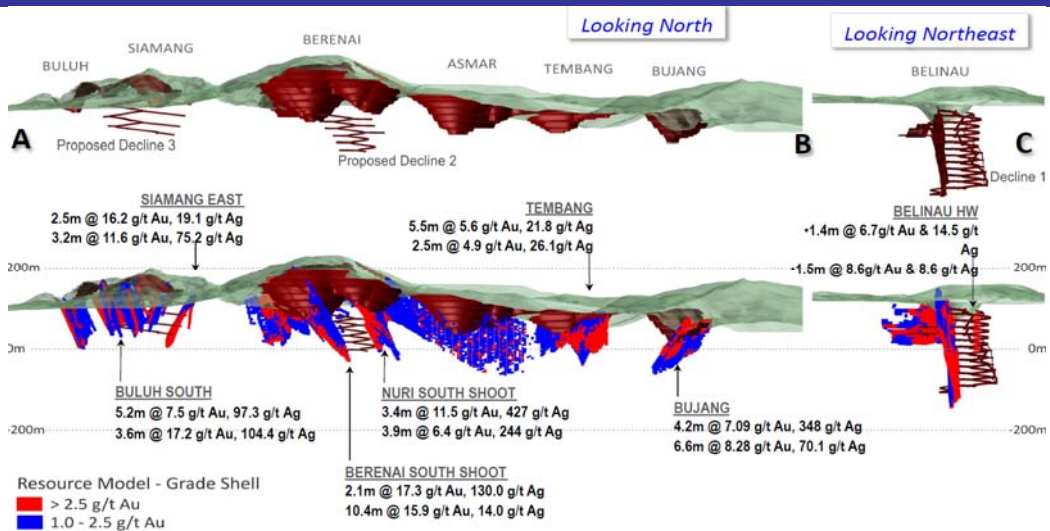 Looking North
Looking Northeast
BULUH
SIAMANG
BERENAI
ASMAR
TEMBANG
BUJANG
BELINAU
A
Proposed Decline 3
Proposed Decline 2
B
C
Decline 1
SIAMANG EAST
2.5m @ 16.2 g/t Au, 19.1 g/t Ag
3.2m @ 11.6 g/t Au, 75.2 g/t Ag
TEMBANG
5.5m @ 5.6 g/t Au, 21.8 g/t Ag
2.5m @ 4.9 g/t Au, 26.1g/t Ag
BELINAU HW
•1.4m @ 6.7g/t Au & 14.5 g/t
Ag
-1.5m @ 8.6g/t Au & 8.6 g/t Ag
200m
200m
0m
0m
-200m
-200m
BULUH SOUTH
5.2m @ 7.5 g/t Au, 97.3 g/t Ag
3.6m @ 17.2 g/t Au, 104.4 g/t Ag
NURI SOUTH SHOOT
3.4m @ 11.5 g/t Au, 427 g/t Ag
3.9m @ 6.4 g/t Au, 244 g/t Ag
BUJANG
4.2m @ 7.09 g/t Au, 348 g/t Ag
6.6m @ 8.28 g/t Au, 70.1 g/t Ag
BERENAI SOUTH SHOOT
2.1m @ 17.3 g/t Au, 130.0 g/t Ag
10.4m @ 15.9 g/t Au, 14.0 g/t Ag
Resource Model - Grade Shell
> 2.5 g/t Au
1.0 - 2.5 g/t Au